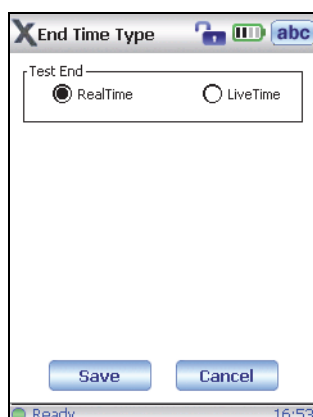 End Time Type abc
Test End
RealTime LiveTime
Save Cancel
Ready 16:53